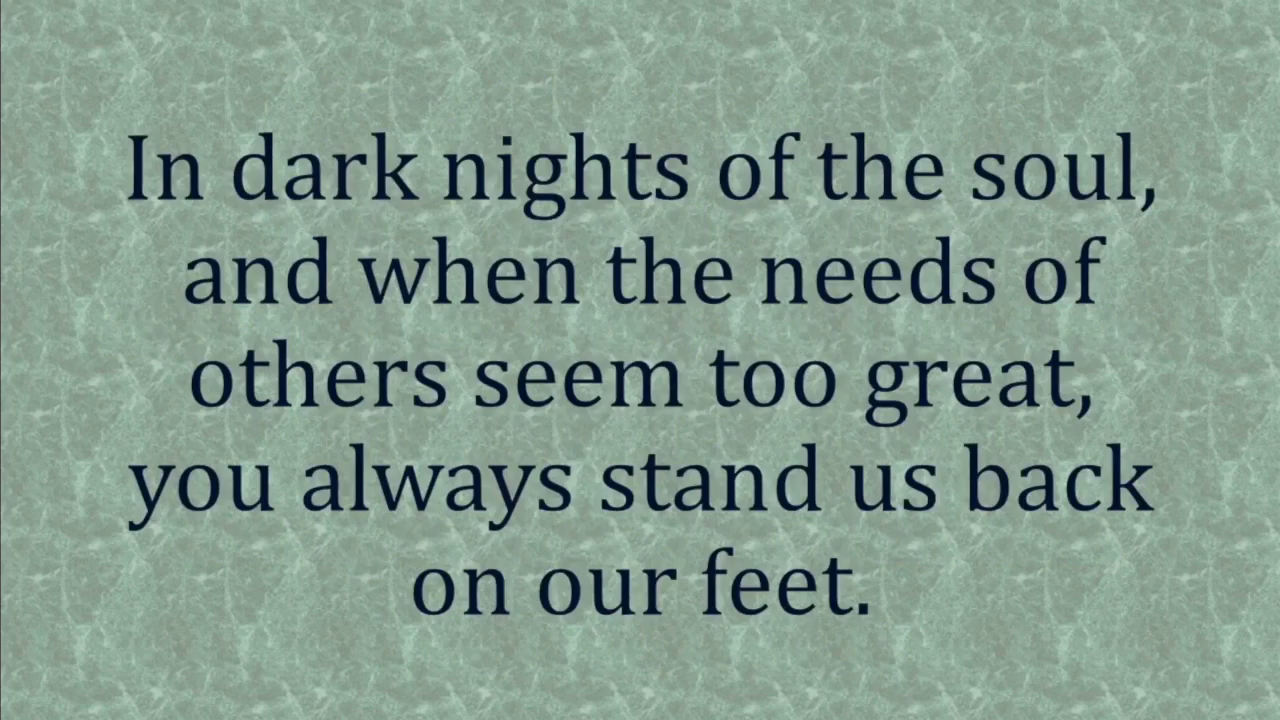 In dark nights of the soul,
and when the needs of
others seem too great,
you always stand us back
on our feet.